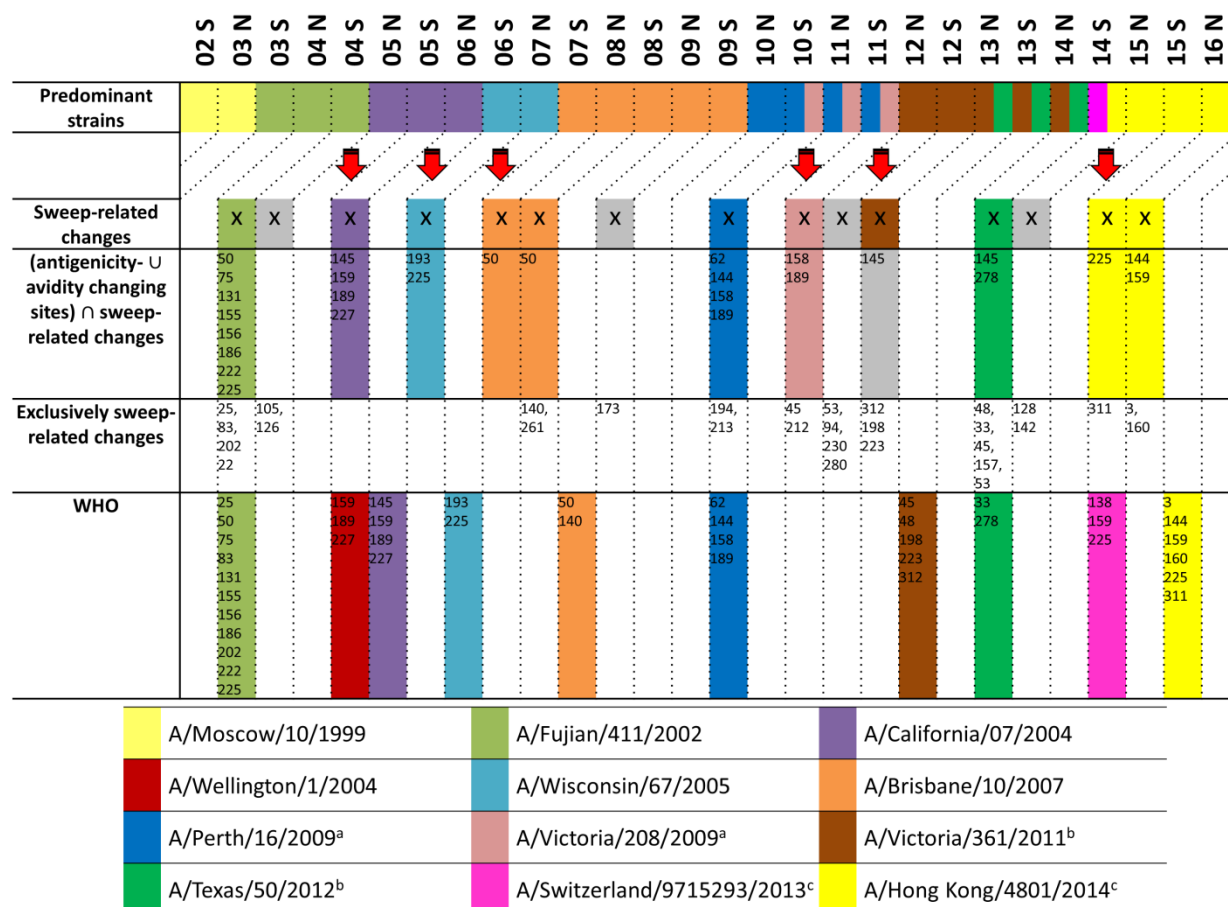 02 S 03 N 03 S 04 N 04 S 05 N 05 S 06 N 06 S 07 N 07 S 08 N 08 S 09 N 09 S 10 N 10 S 11 N 11 S 12 N 12 S 13 N 13 S 14 N 14 S 15 N 15 S 16 N
Predominant
strains
Sweep-related
changes
X X X X X X X X X X X X X X
(antigenicity- ∪
avidity changing
sites) ∩ sweep-
related changes
50 145 193 50 50 62 158 145 145 225 144
75 159 225 144 189 278 159
131 189 158
155 227 189
156
186
222
225
Exclusively sweep-
related changes
25, 105, 140, 173 194, 45 53, 312 48, 128 311 3,
83, 126 261 213 212 94, 198 33, 142 160
202 230 223 45,
22 280 157,
53
WHO
25 159 145 193 50 62 45 33 138 3
50 189 159 225 140 144 48 278 159 144
75 227 189 158 198 225 159
83 227 189 223 160
131 312 225
155 311
156
186
202
222
225
A/Moscow/10/1999 A/Fujian/411/2002 A/California/07/2004
A/Wellington/1/2004 A/Wisconsin/67/2005 A/Brisbane/10/2007
A/Perth/16/2009ᵃ A/Victoria/208/2009ᵃ A/Victoria/361/2011ᵇ
A/Texas/50/2012ᵇ A/Switzerland/9715293/2013ᶜ A/Hong Kong/4801/2014ᶜ